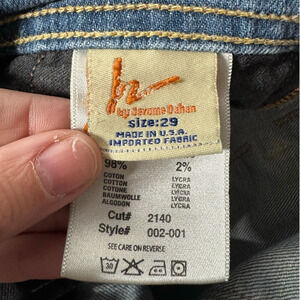 by Jerome Dahan
size:29
MADE IN U.S.A.
IMPORTED FABRIC
98% 2%
COTON LYCRA
COTTON LYCRA
COTONE LYCRA
BAUMWOLLE LYCRA
ALGODON LYCRA
Cut# 2140
Style# 002-001
SEE CARE ON REVERSE
30